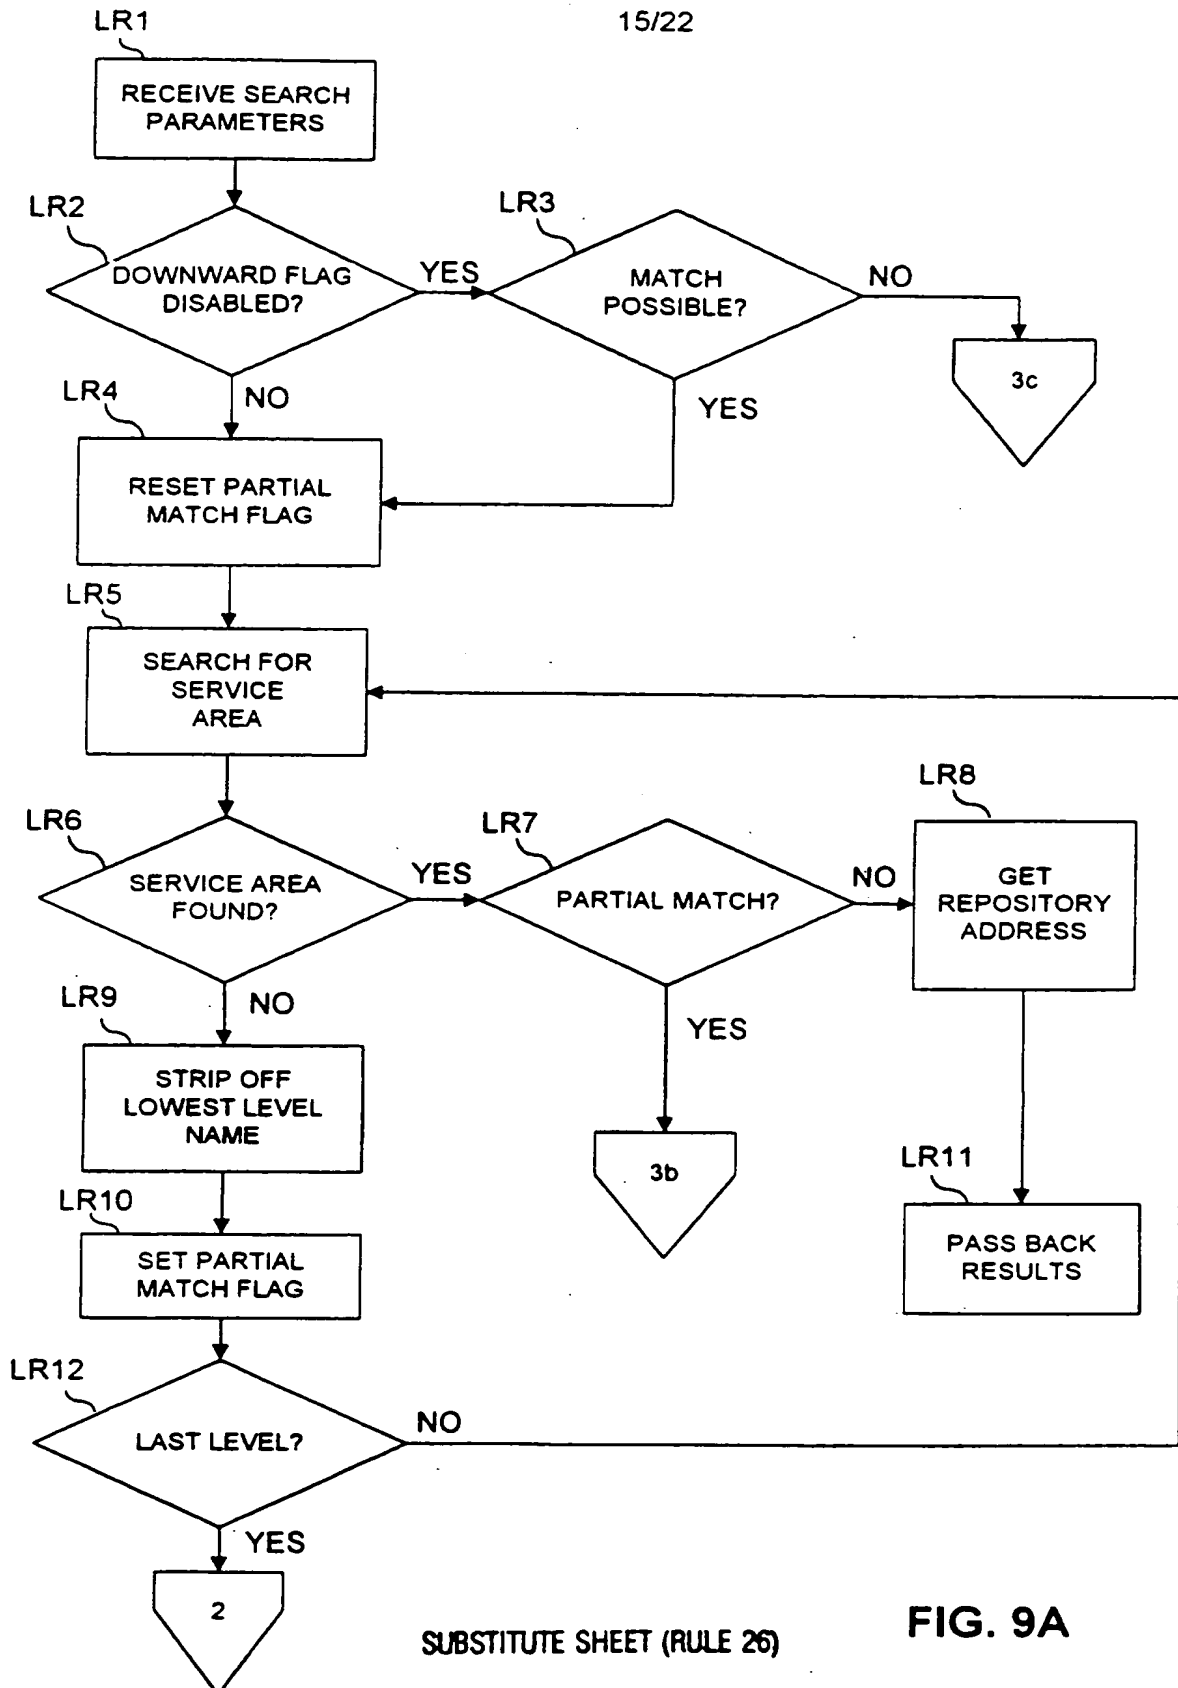 LR1
15/22
RECEIVE SEARCH
PARAMETERS
LR2
DOWNWARD FLAG
DISABLED?
YES
LR3
MATCH
POSSIBLE?
NO
3c
NO
YES
LR4
RESET PARTIAL
MATCH FLAG
LR5
SEARCH FOR
SERVICE
AREA
LR6
SERVICE AREA
FOUND?
YES
LR7
PARTIAL MATCH?
NO
LR8
GET
REPOSITORY
ADDRESS
NO
YES
LR9
STRIP OFF
LOWEST LEVEL
NAME
3b
LR11
PASS BACK
RESULTS
LR10
SET PARTIAL
MATCH FLAG
LR12
LAST LEVEL?
NO
YES
2
SUBSTITUTE SHEET (RULE 26)
FIG. 9A